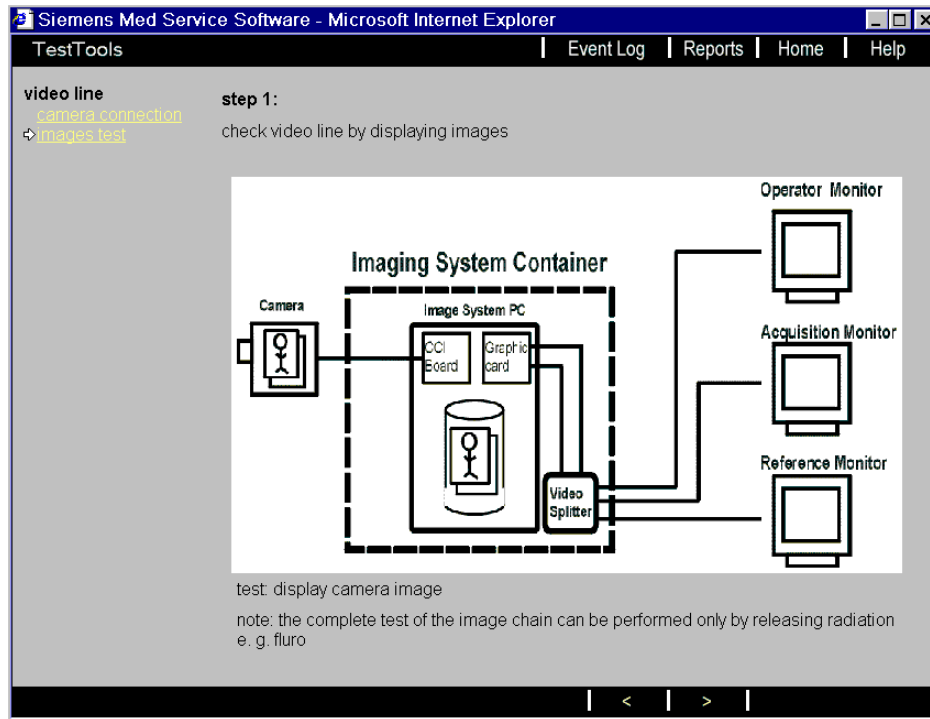 Siemens Med Service Software - Microsoft Internet Explorer
TestTools
Event Log
Reports
Home
Help
video line
camera connection
images test
step 1:
check video line by displaying images
Operator Monitor
Imaging System Container
Camera
Image System PC
CCI
Board
Graphic
card
Acquisition Monitor
Reference Monitor
Video
Splitter
test: display camera image
note: the complete test of the image chain can be performed only by releasing radiation
e. g. fluro
<
>